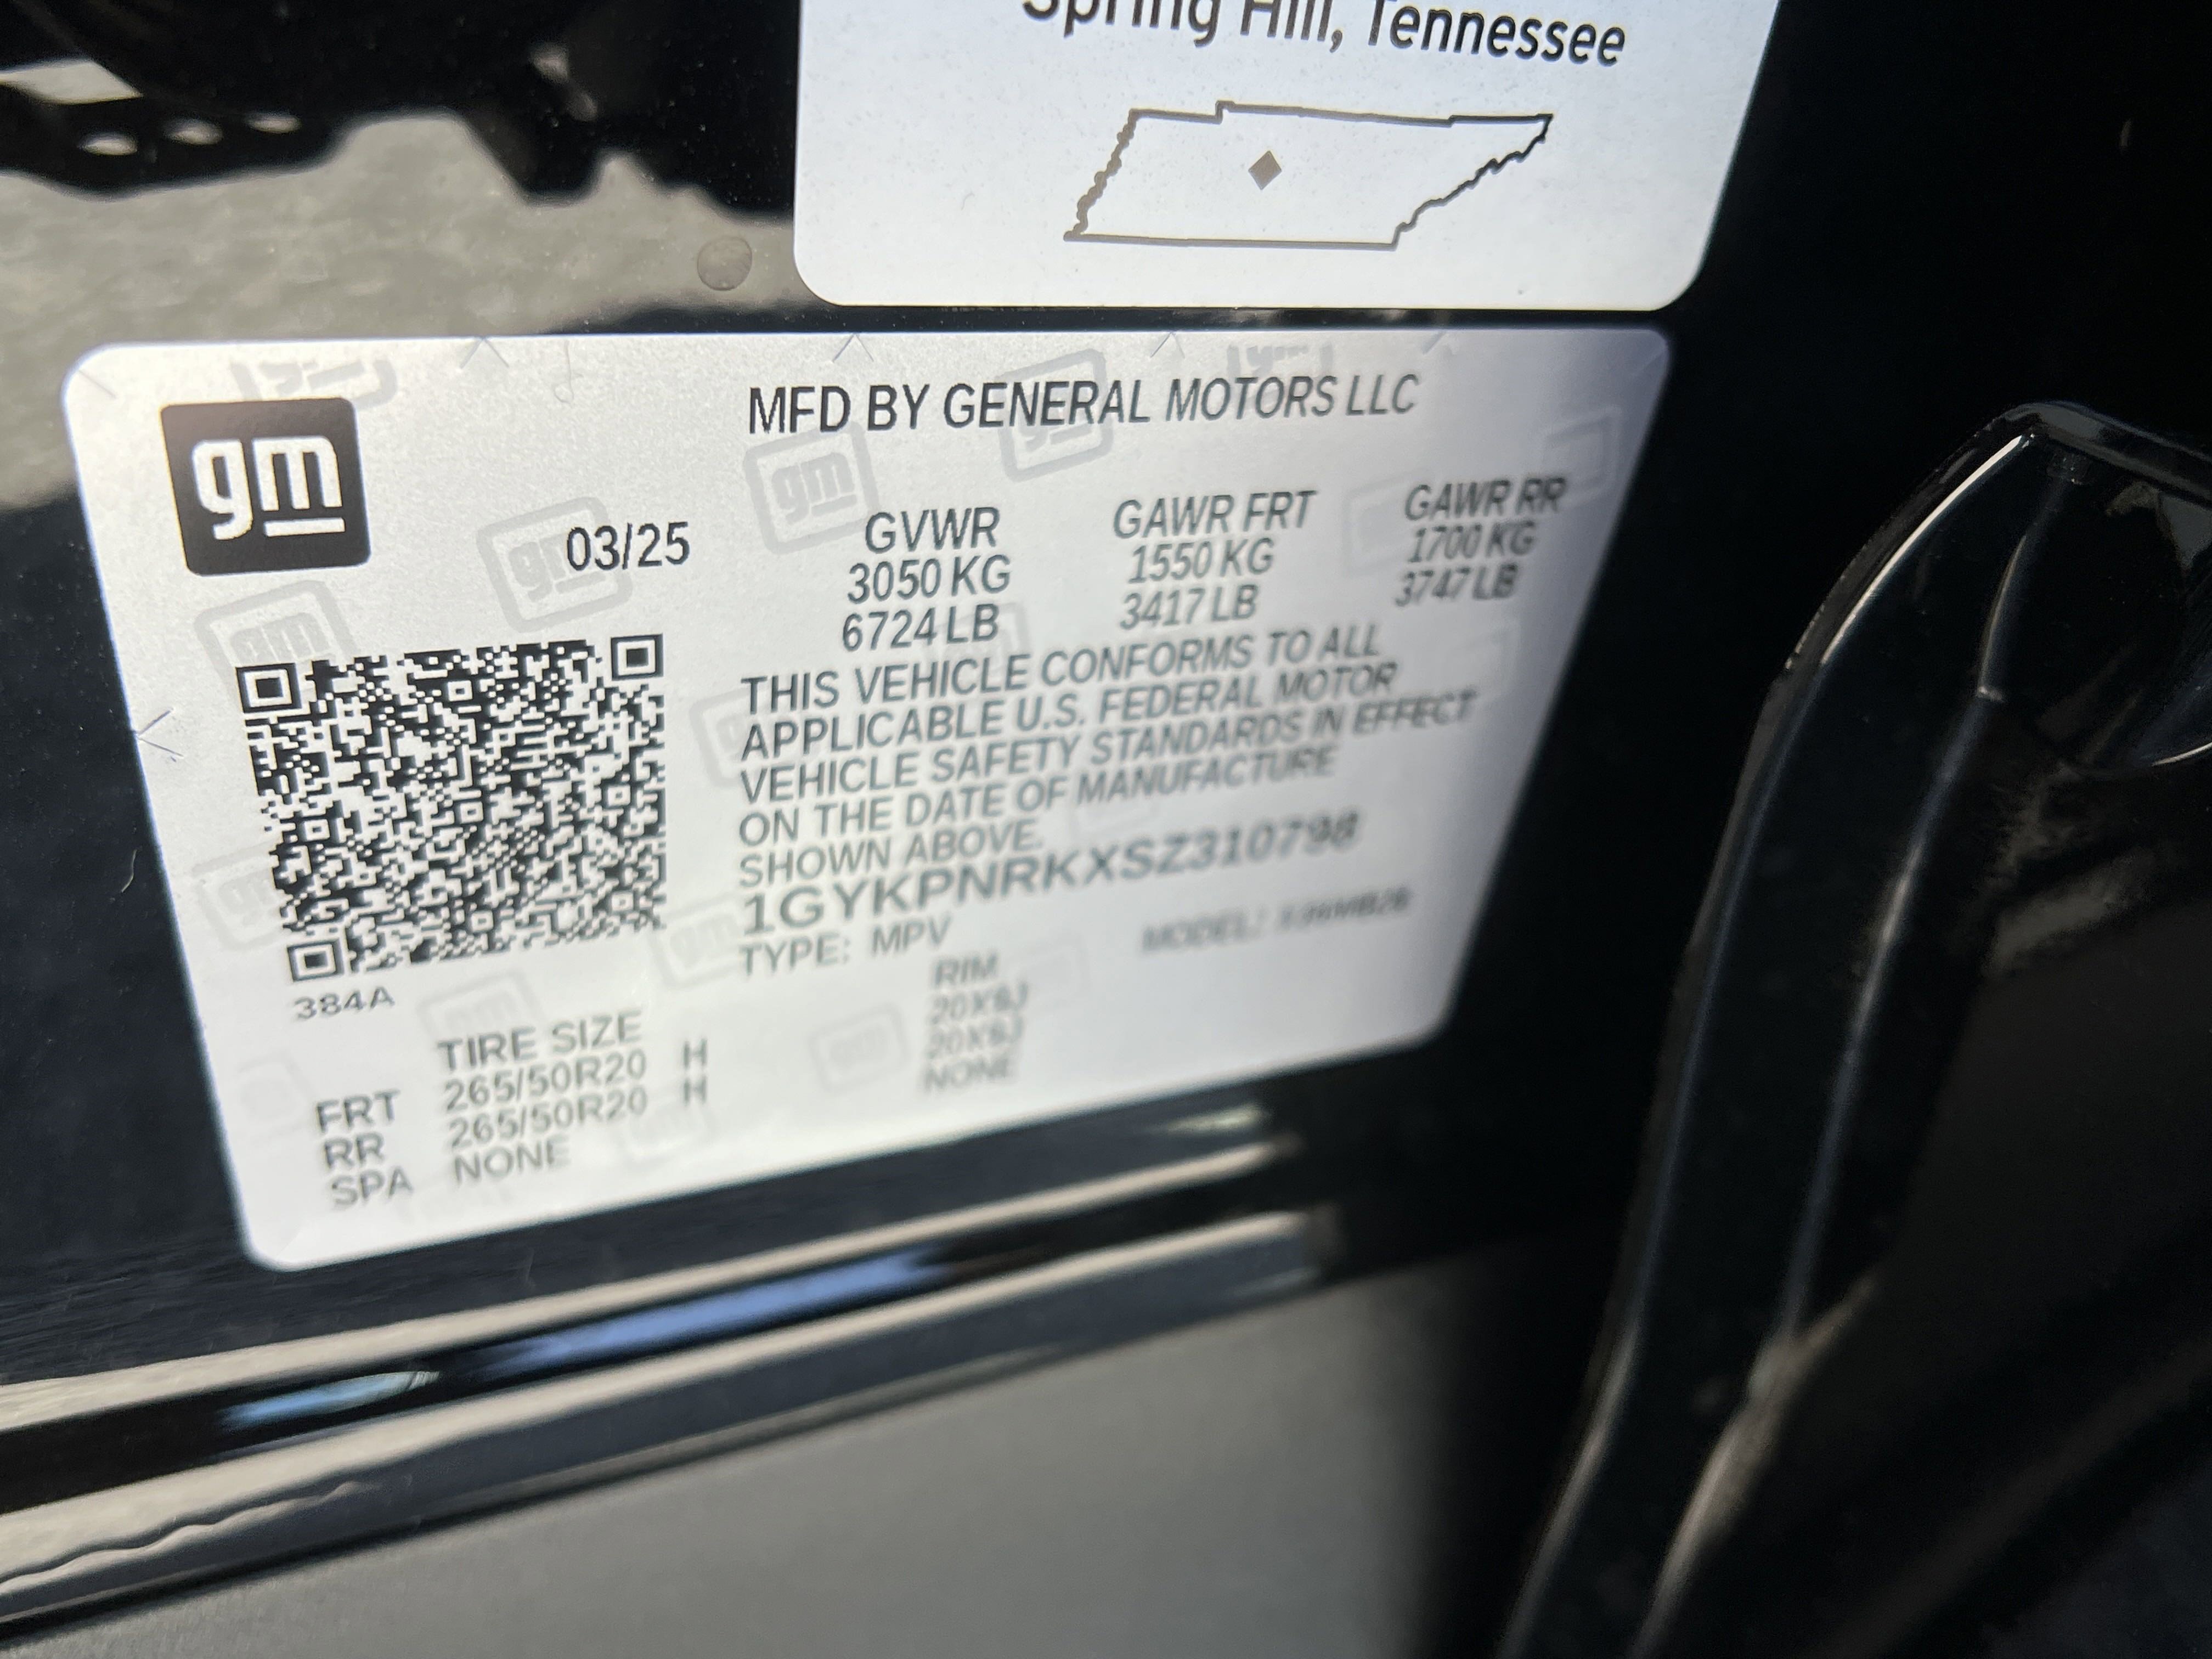 Spring Hill, Tennessee
gm
MFD BY GENERAL MOTORS LLC
03/25
GVWR GAWR FRT GAWR RR
3050 KG 1550 KG 1700 KG
6724 LB 3417 LB 3747 LB
THIS VEHICLE CONFORMS TO ALL
APPLICABLE U.S. FEDERAL MOTOR
VEHICLE SAFETY STANDARDS IN EFFECT
ON THE DATE OF MANUFACTURE
SHOWN ABOVE.
1GYKPNRKXSZ310798
TYPE: MPV MODEL:
384A
TIRE SIZE RIM
FRT 265/50R20 H 20X8J
RR 265/50R20 H 20X8J
SPA NONE NONE